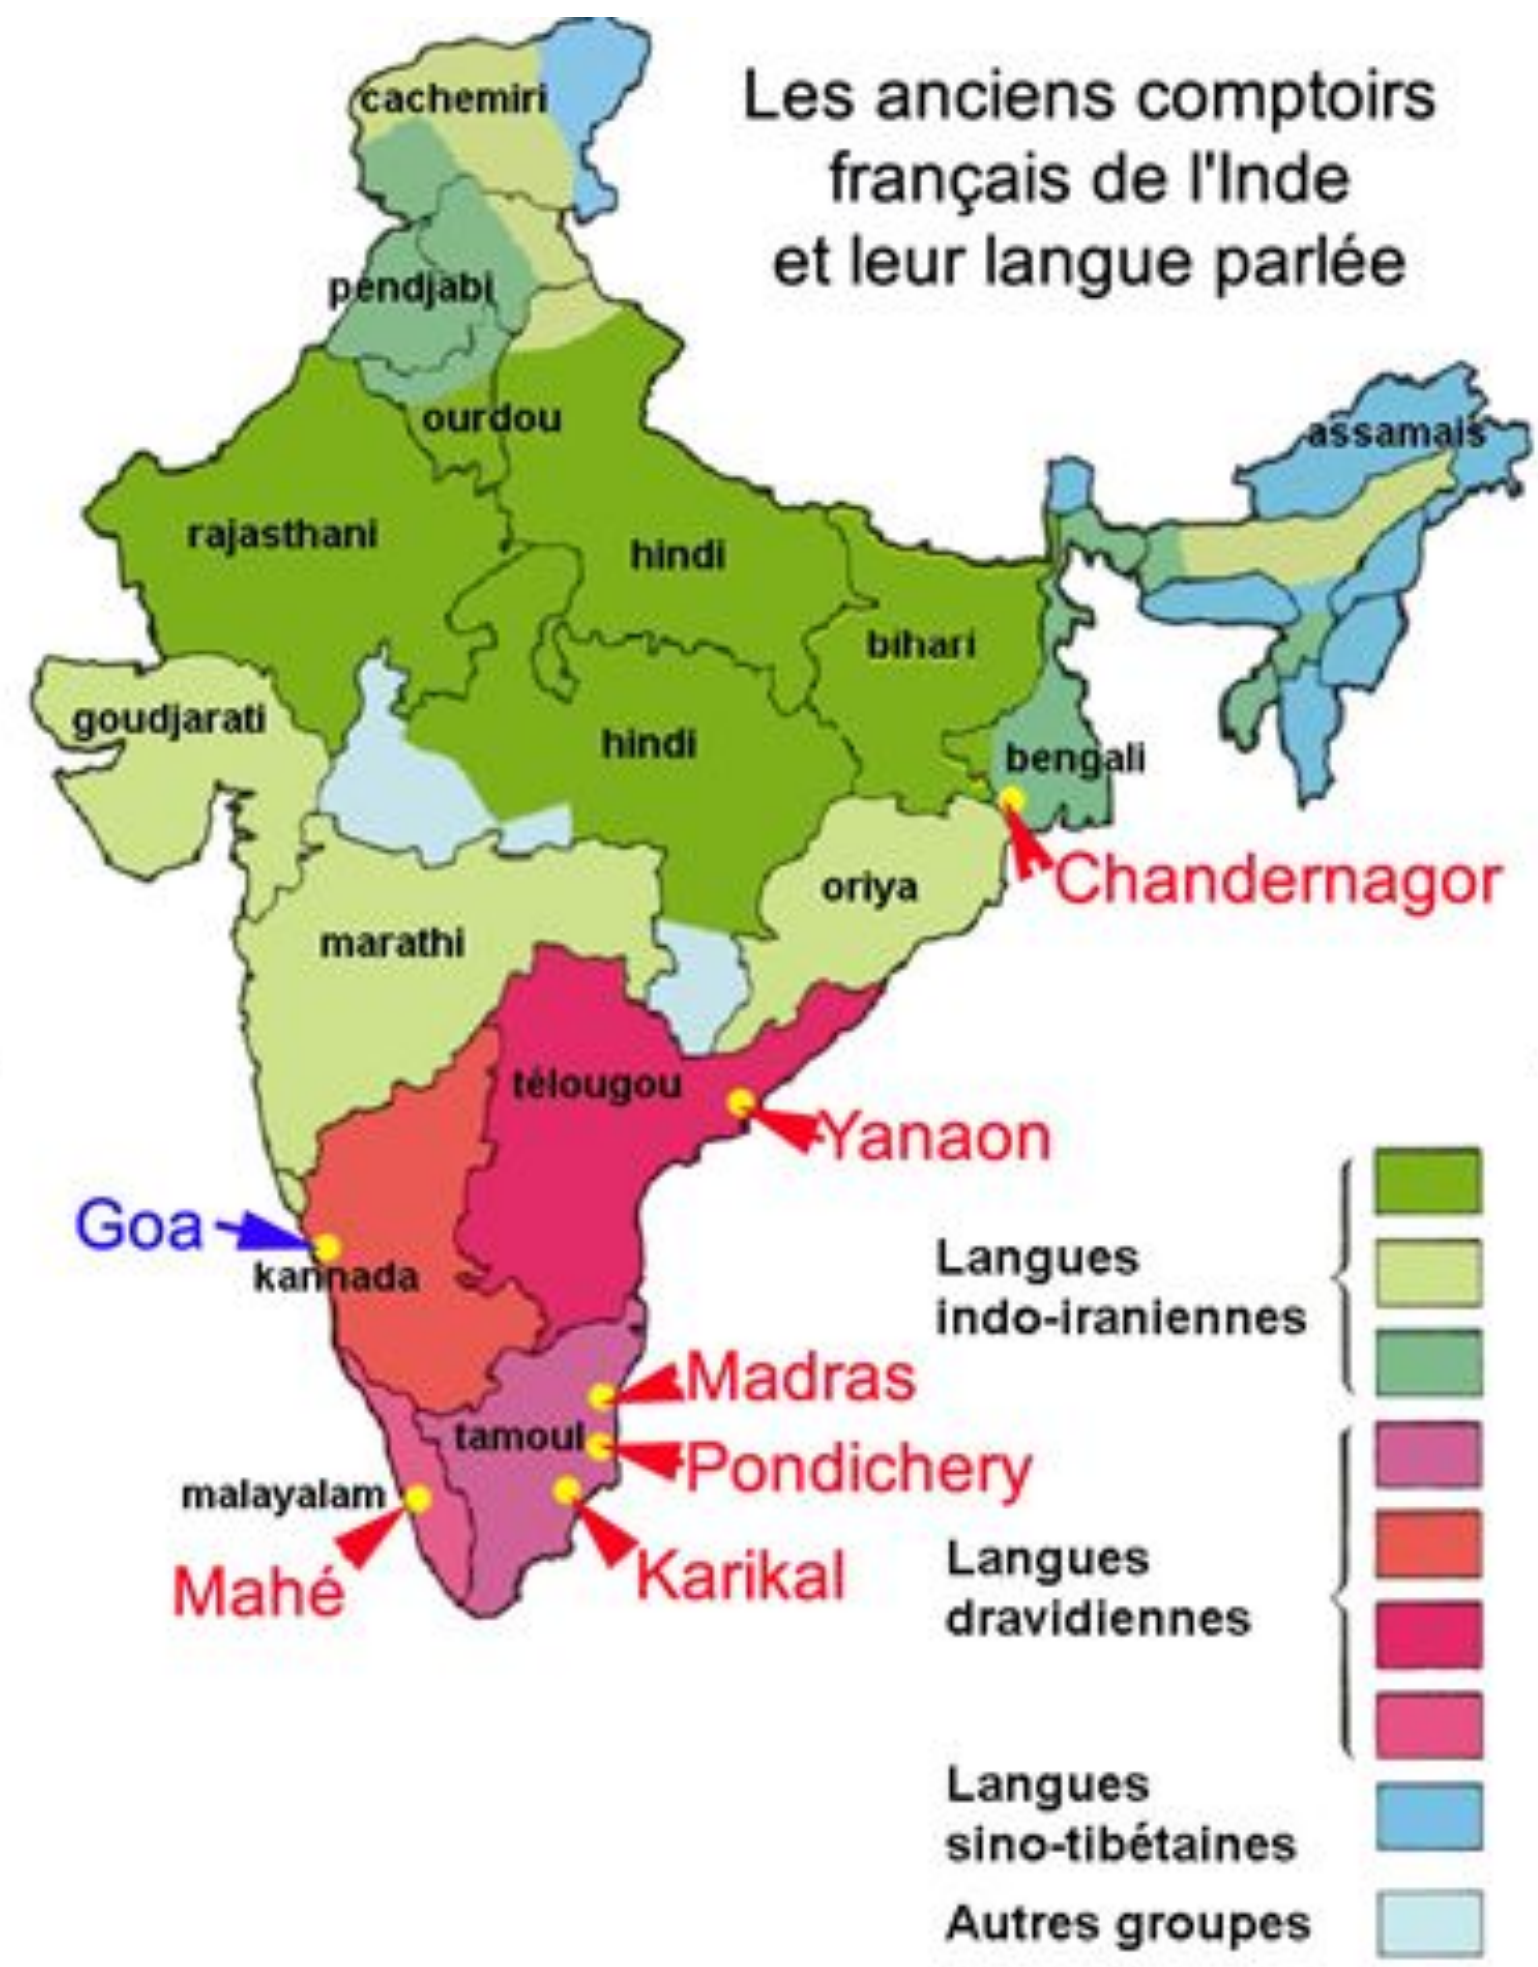 Les anciens comptoirs
français de l'Inde
et leur langue parlée
cachemiri
pendjabi
ourdou
assamais
rajasthani
hindi
bihari
goudjarati
hindi
bengali
Chandernagor
oriya
marathi
télougou
Yanaon
Goa
kannada
Langues
indo-iraniennes
Madras
tamoul
Pondichery
malayalam
Mahé
Karikal
Langues
dravidiennes
Langues
sino-tibétaines
Autres groupes